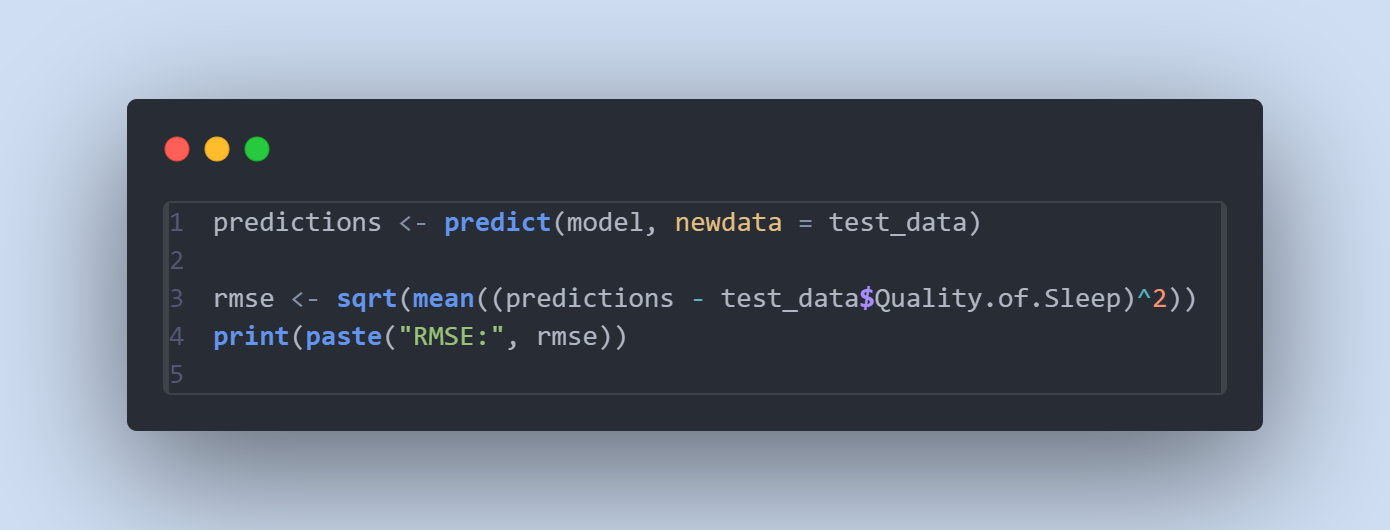 1 predictions <- predict(model, newdata = test_data)
2
3 rmse <- sqrt(mean((predictions - test_data$Quality.of.Sleep)^2))
4 print(paste("RMSE:", rmse))
5